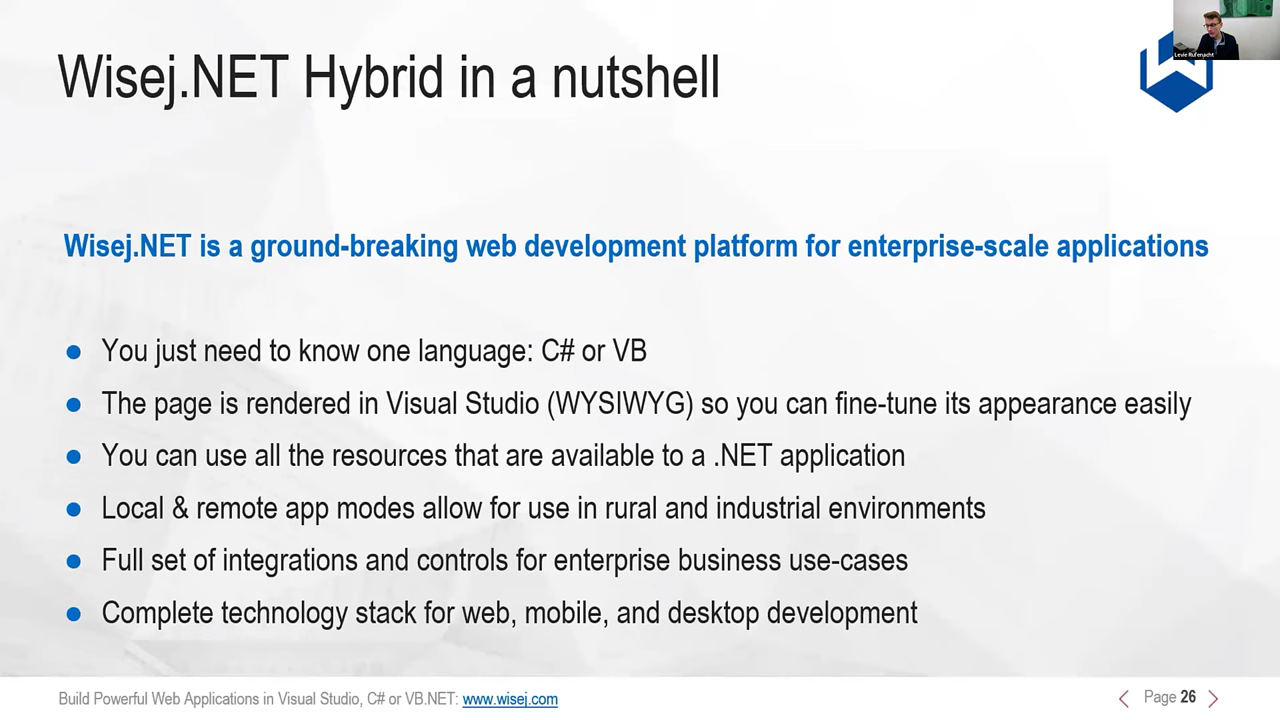 Wisej.NET Hybrid in a nutshell
Levie Rufenacht
Wisej.NET is a ground-breaking web development platform for enterprise-scale applications
● You just need to know one language: C# or VB
● The page is rendered in Visual Studio (WYSIWYG) so you can fine-tune its appearance easily
● You can use all the resources that are available to a .NET application
● Local & remote app modes allow for use in rural and industrial environments
● Full set of integrations and controls for enterprise business use-cases
● Complete technology stack for web, mobile, and desktop development
Build Powerful Web Applications in Visual Studio, C# or VB.NET: www.wisej.com
Page 26